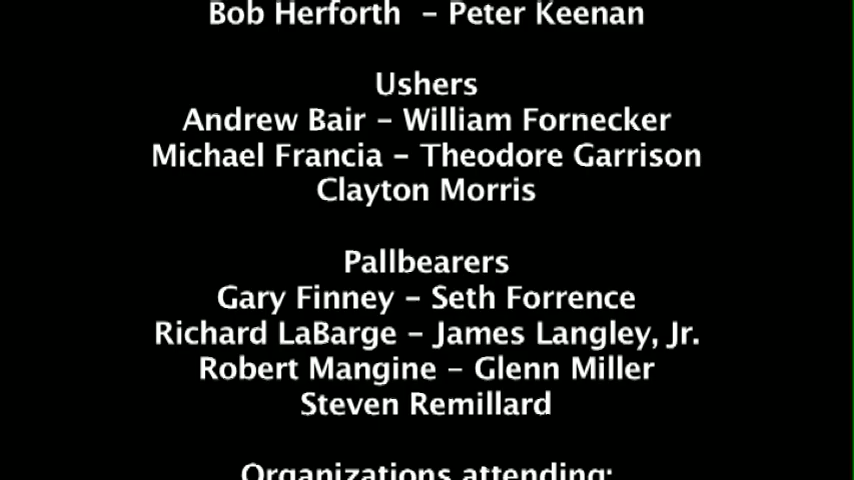 Bob Herforth - Peter Keenan
Ushers
Andrew Bair - William Fornecker
Michael Francia - Theodore Garrison
Clayton Morris
Pallbearers
Gary Finney - Seth Forrence
Richard LaBarge - James Langley, Jr.
Robert Mangine - Glenn Miller
Steven Remillard
Organizations attending: